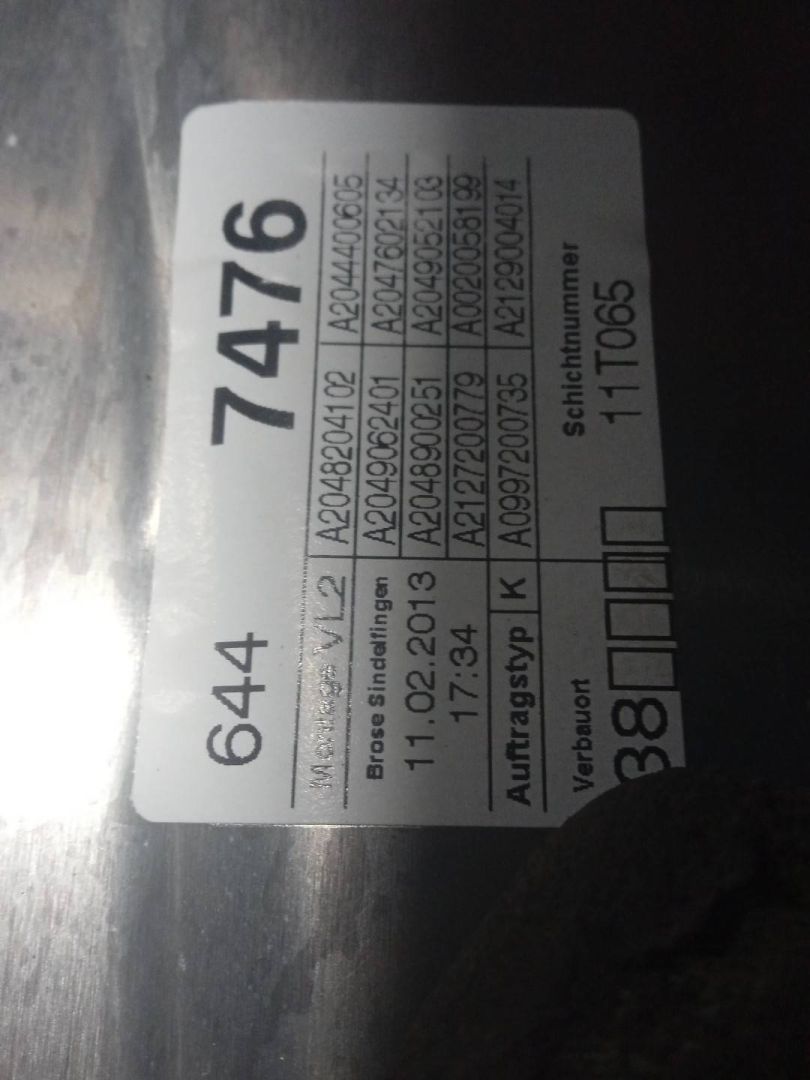 644 7476
Montage VL2 A2048204102 A2044400605
Brose Sindelfingen A2049062401 A2047602134
11.02.2013 A2048900251 A2049052103
17:34 A2127200779 A0020058199
Auftragstyp K A0997200735 A2129004014
Verbauort Schichtnummer
38 11T065